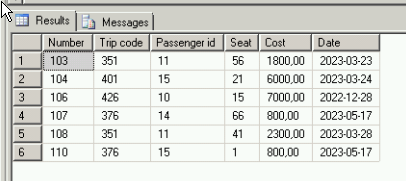 Results Messages
Number Trip code Passenger id Seat Cost Date
1 103 351 11 56 1800,00 2023-03-23
2 104 401 15 21 6000,00 2023-03-24
3 106 426 10 15 7000,00 2022-12-28
4 107 376 14 66 800,00 2023-05-17
5 108 351 11 41 2300,00 2023-03-28
6 110 376 15 1 800,00 2023-05-17